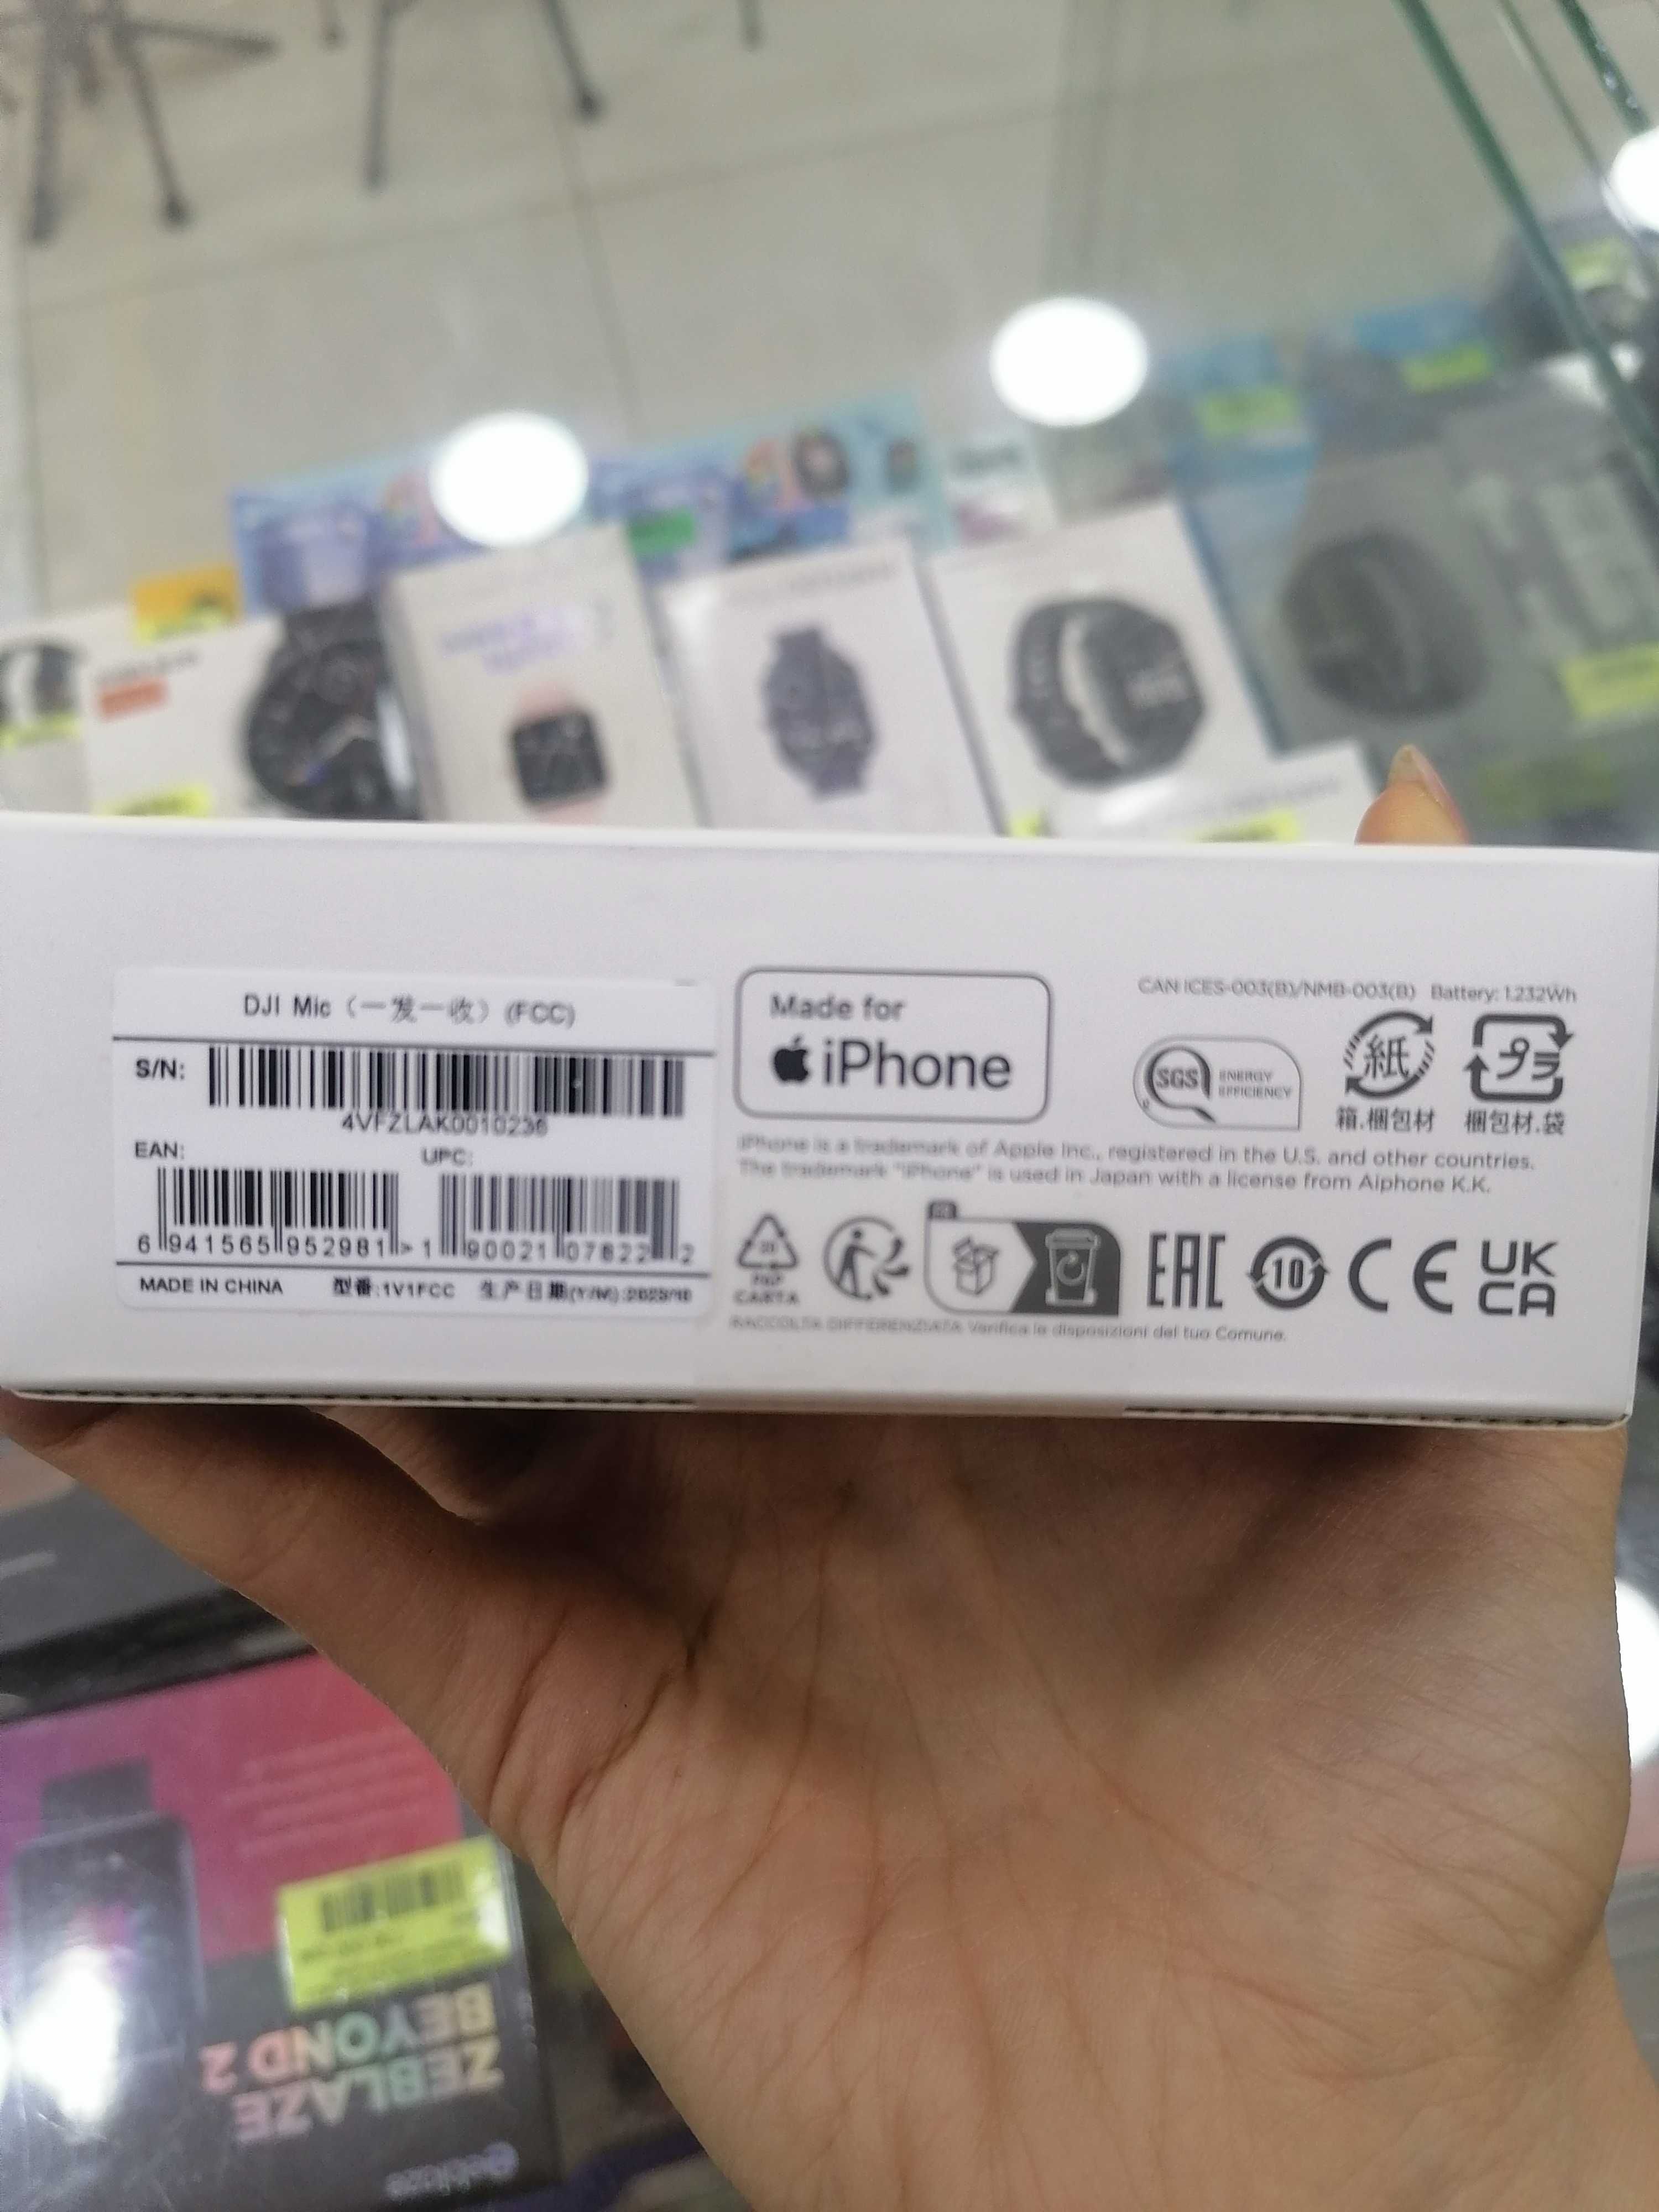 DJI Mic（一发一收）(FCC)
S/N:
4VFZLAK0010236
EAN:
UPC:
6 941565 952981 >
1 90021 07822 2
MADE IN CHINA 型番:1V1FCC 生产日期(Y/M):2023/10
Made for
iPhone
CAN ICES-003(B)/NMB-003(B) Battery: 1.232Wh
SGS ENERGY
EFFICIENCY
紙
プラ
箱.梱包材
梱包材.袋
iPhone is a trademark of Apple Inc., registered in the U.S. and other countries.
The trademark "iPhone" is used in Japan with a license from Aiphone K.K.
PAP
CARTA
EAC
10
CE
UK
CA
RACCOLTA DIFFERENZIATA Verifica le disposizioni del tuo Comune.
ZEBLAZE
BEYOND 2